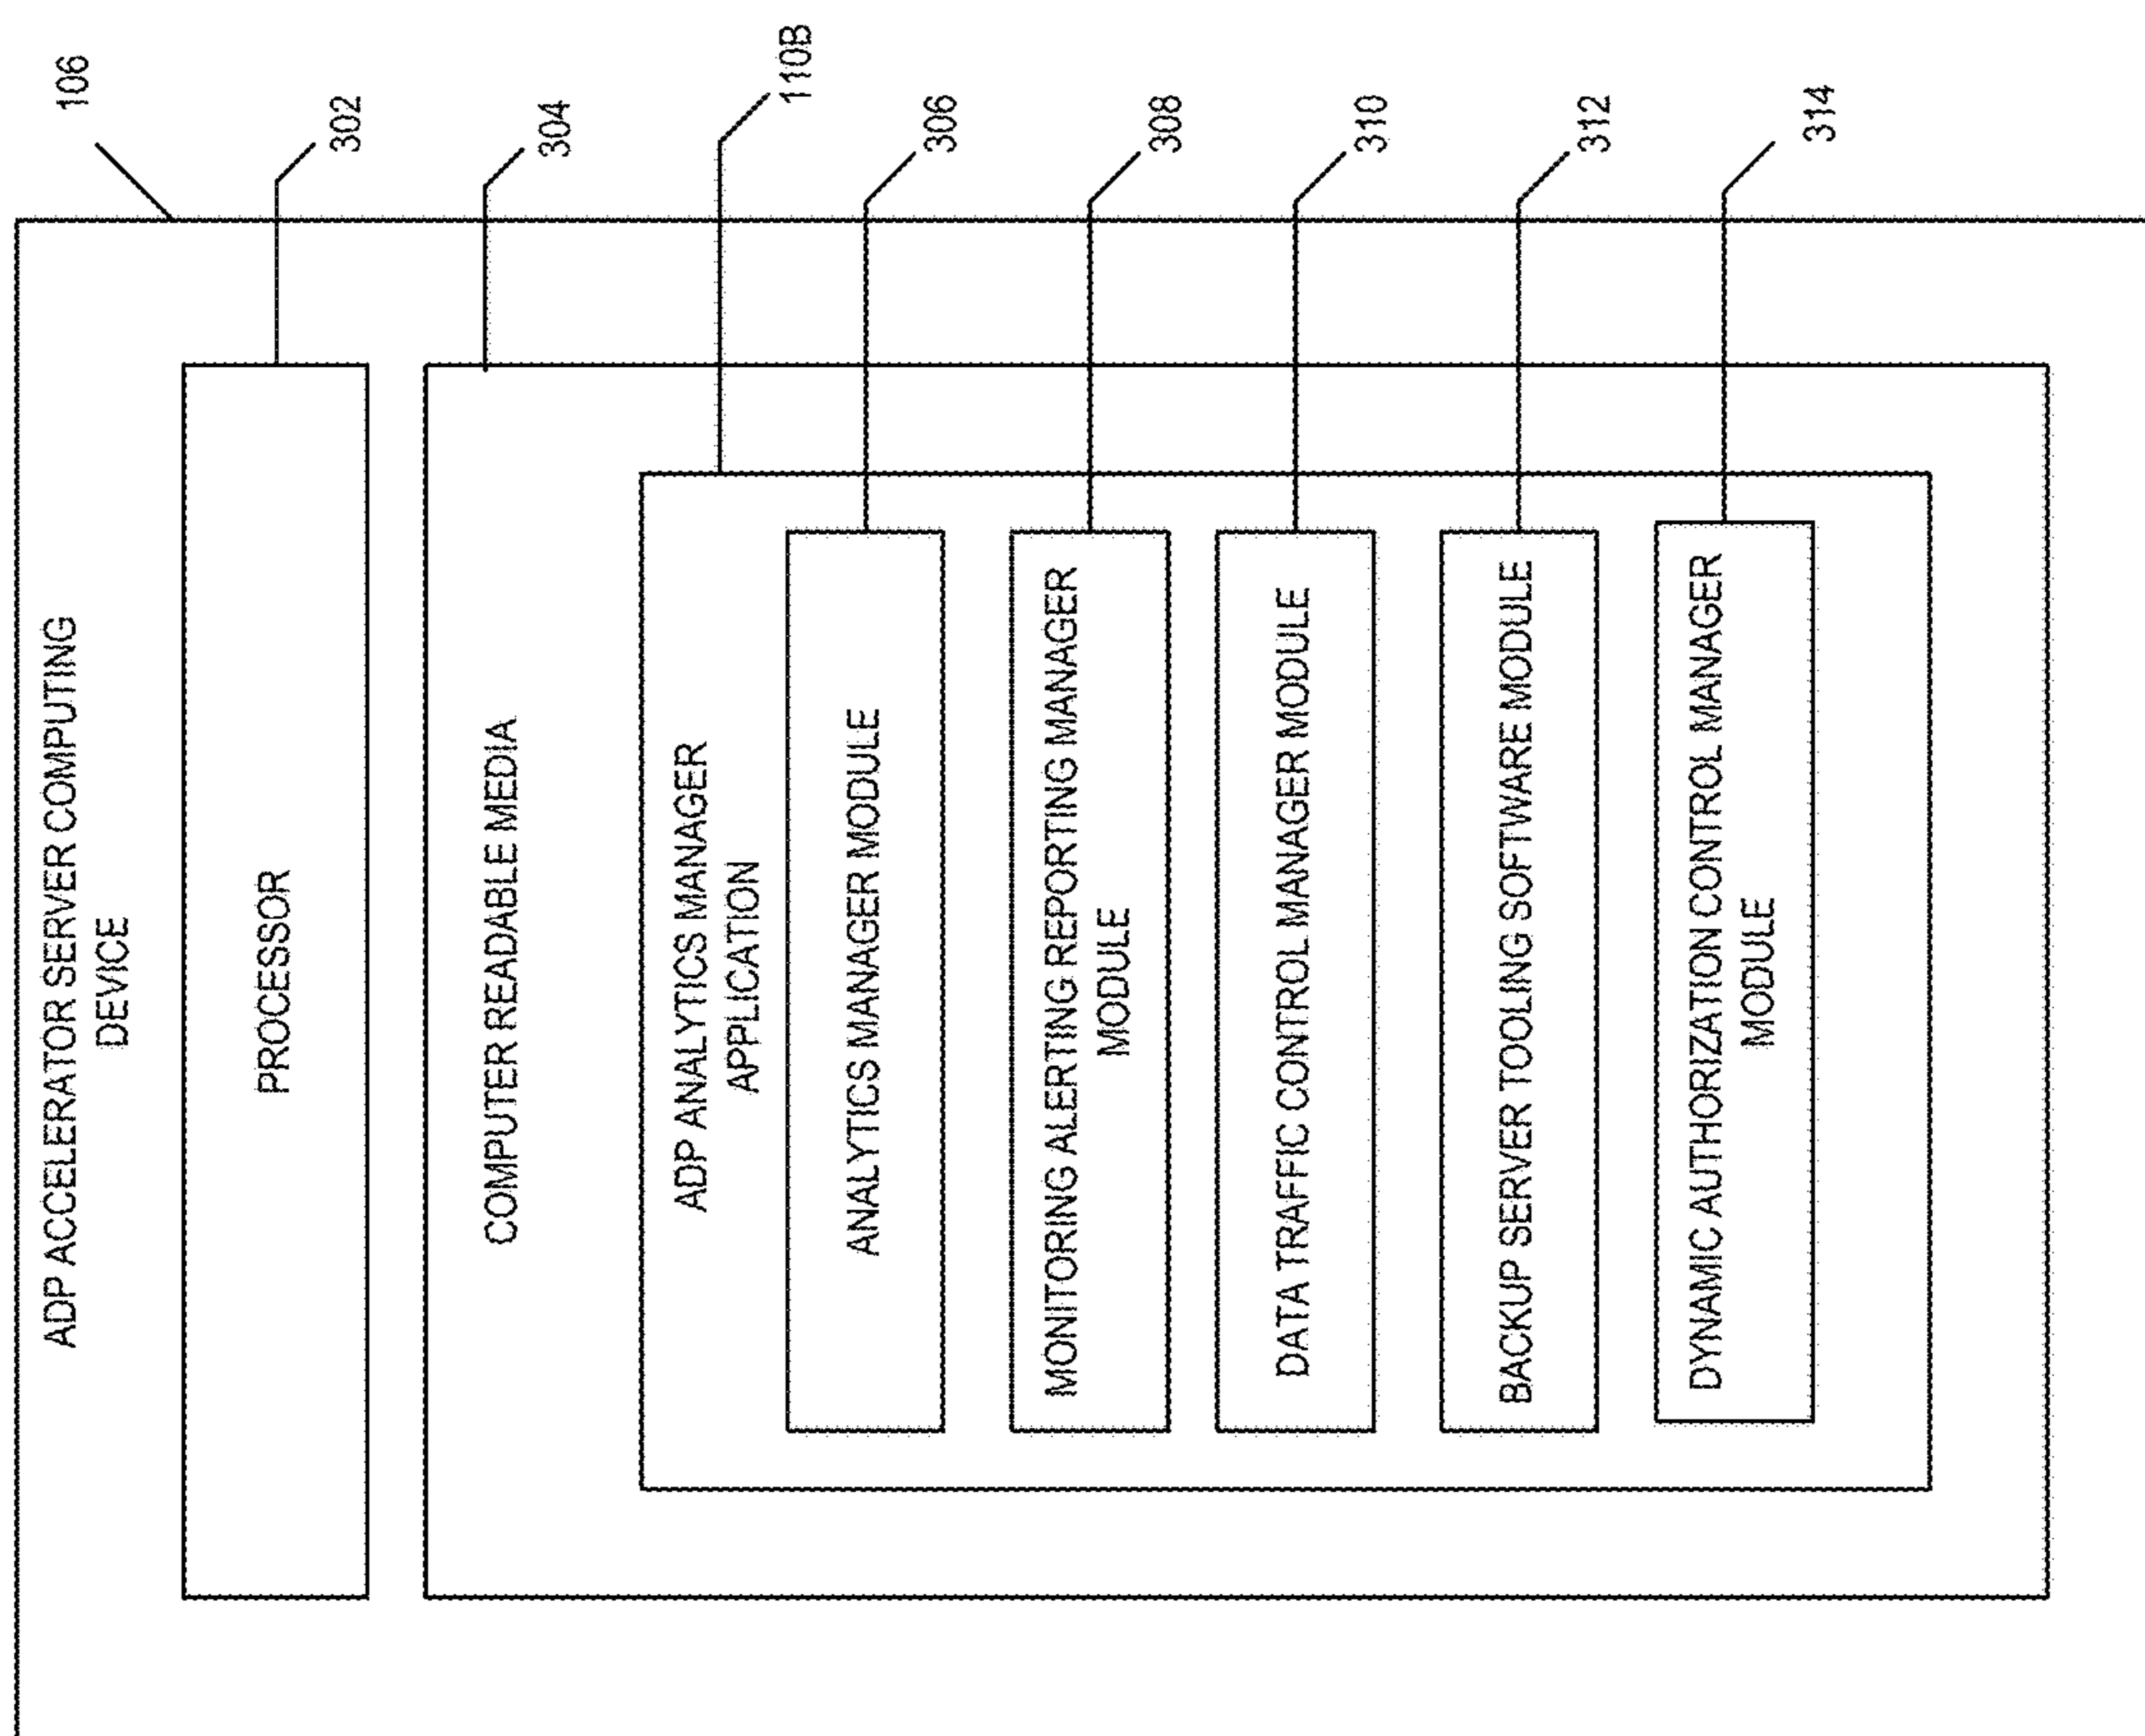 ADP ACCELERATOR SERVER COMPUTING
DEVICE
106
PROCESSOR
302
COMPUTER READABLE MEDIA
304
ADP ANALYTICS MANAGER
APPLICATION
110B
ANALYTICS MANAGER MODULE
306
MONITORING ALERTING REPORTING MANAGER
MODULE
308
DATA TRAFFIC CONTROL MANAGER MODULE
310
BACKUP SERVER TOOLING SOFTWARE MODULE
312
DYNAMIC AUTHORIZATION CONTROL MANAGER
MODULE
314